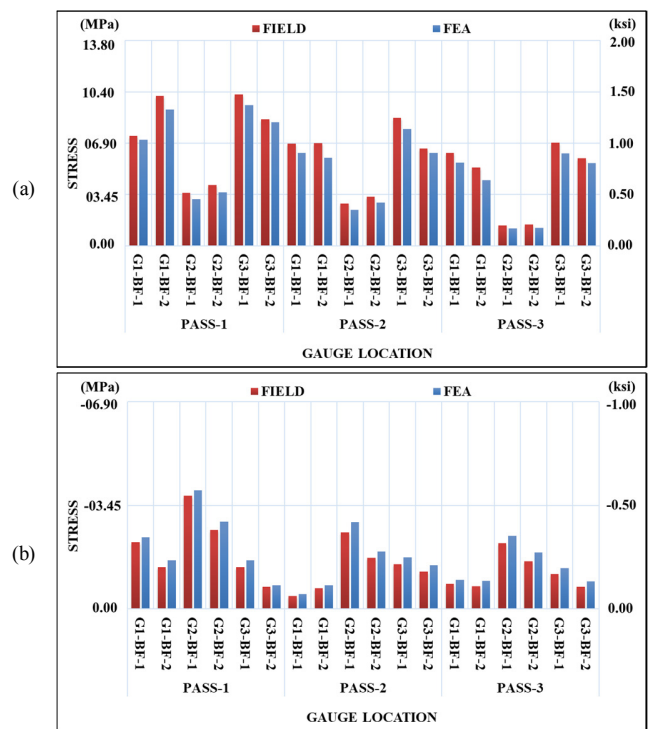 (a)
(MPa)
FIELD
FEA
(ksi)
13.80
2.00
10.40
1.50
06.90
1.00
03.45
0.50
0.00
0.00
STRESS
G1-BF-1
G1-BF-2
G2-BF-1
G2-BF-2
G3-BF-1
G3-BF-2
G1-BF-1
G1-BF-2
G2-BF-1
G2-BF-2
G3-BF-1
G3-BF-2
G1-BF-1
G1-BF-2
G2-BF-1
G2-BF-2
G3-BF-1
G3-BF-2
PASS-1
PASS-2
PASS-3
GAUGE LOCATION
(b)
(MPa)
FIELD
FEA
(ksi)
-06.90
-1.00
-03.45
-0.50
0.00
0.00
STRESS
G1-BF-1
G1-BF-2
G2-BF-1
G2-BF-2
G3-BF-1
G3-BF-2
G1-BF-1
G1-BF-2
G2-BF-1
G2-BF-2
G3-BF-1
G3-BF-2
G1-BF-1
G1-BF-2
G2-BF-1
G2-BF-2
G3-BF-1
G3-BF-2
PASS-1
PASS-2
PASS-3
GAUGE LOCATION